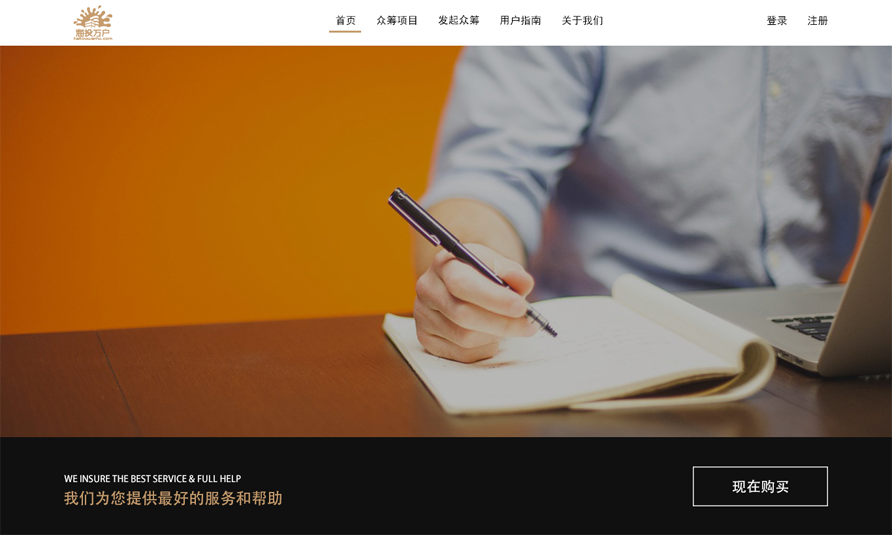 海投万户
首页 众筹项目 发起众筹 用户指南 关于我们 登录 注册
WE INSURE THE BEST SERVICE & FULL HELP
我们为您提供最好的服务和帮助
现在购买